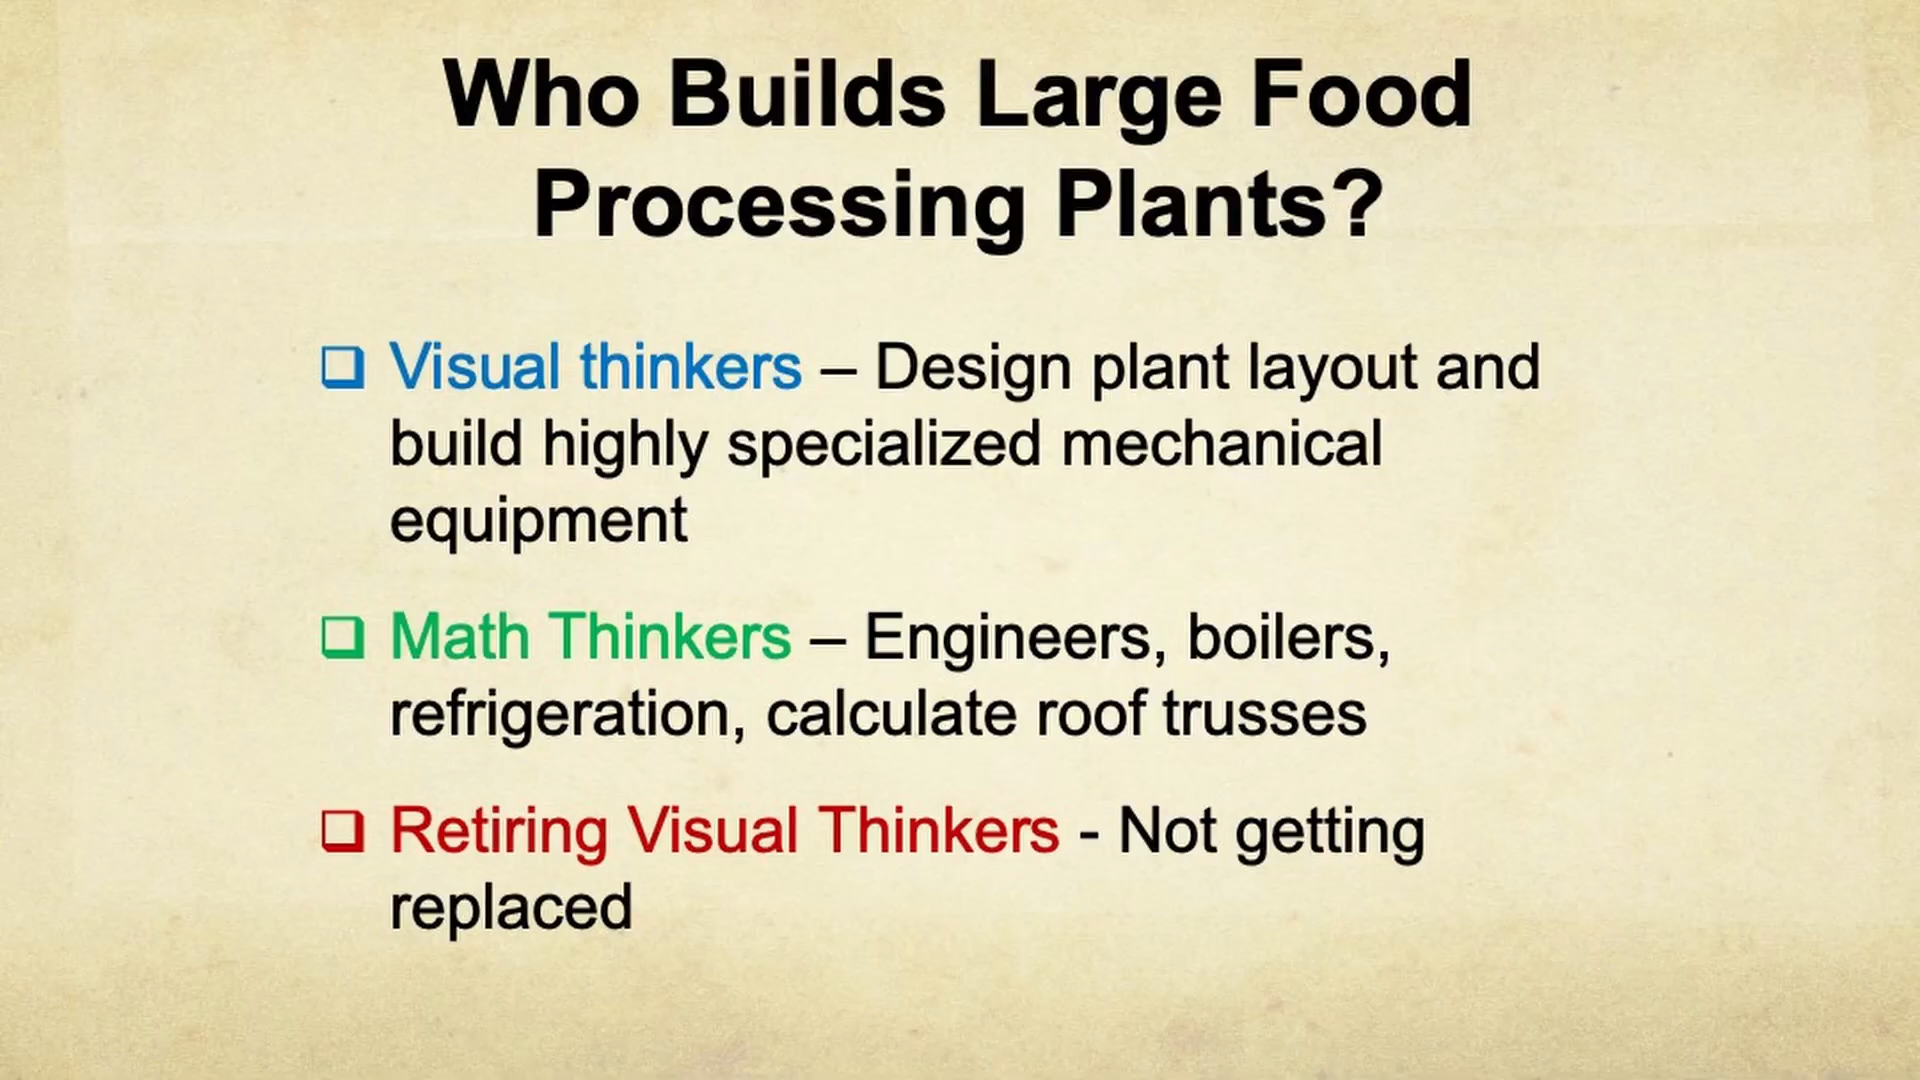 Who Builds Large Food
Processing Plants?
Visual thinkers – Design plant layout and
build highly specialized mechanical
equipment
Math Thinkers – Engineers, boilers,
refrigeration, calculate roof trusses
Retiring Visual Thinkers - Not getting
replaced